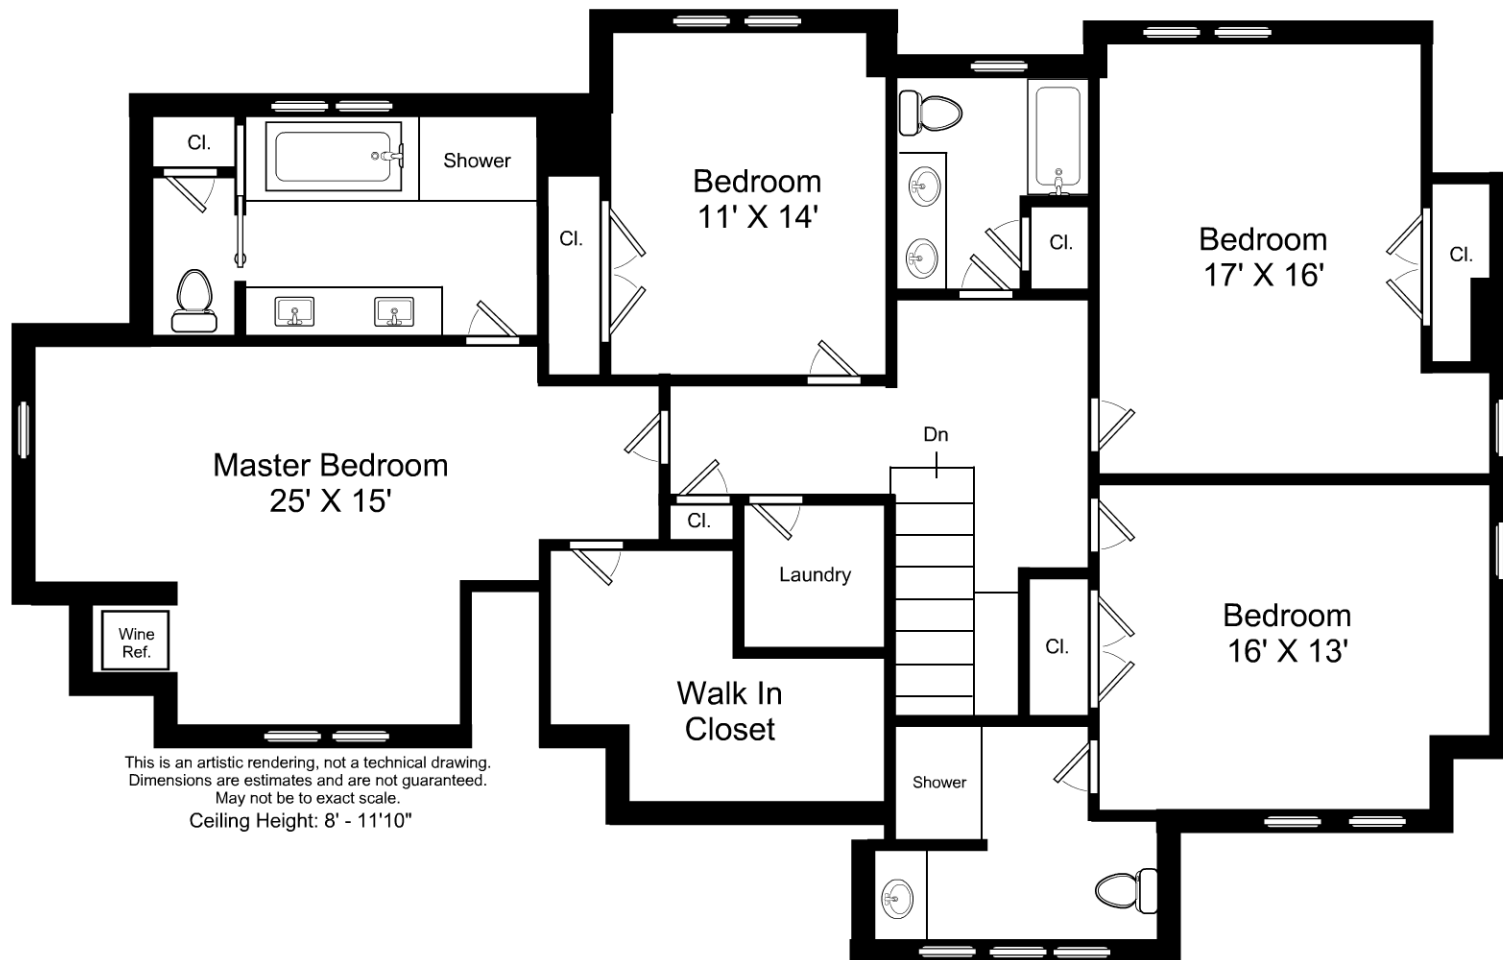 Cl.
Shower
Cl.
Bedroom
11' X 14'
Cl.
Bedroom
17' X 16'
Cl.
Master Bedroom
25' X 15'
Dn
Cl.
Laundry
Wine
Ref.
Walk In
Closet
Cl.
Bedroom
16' X 13'
Shower
This is an artistic rendering, not a technical drawing.
Dimensions are estimates and are not guaranteed.
May not be to exact scale.
Ceiling Height: 8' - 11'10"